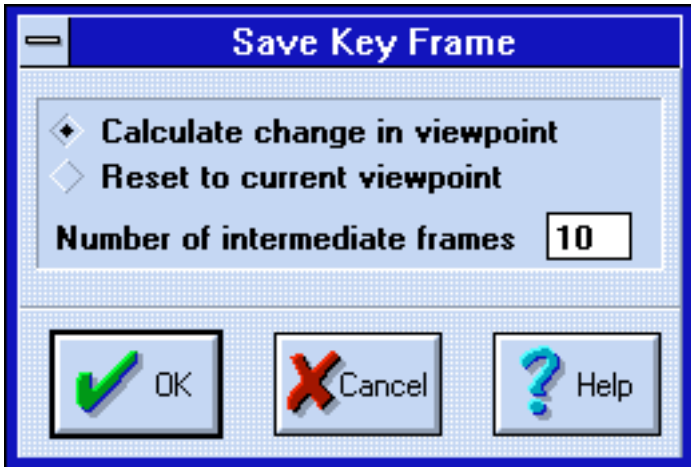 Save Key Frame
Calculate change in viewpoint
Reset to current viewpoint
Number of intermediate frames 10
OK Cancel Help